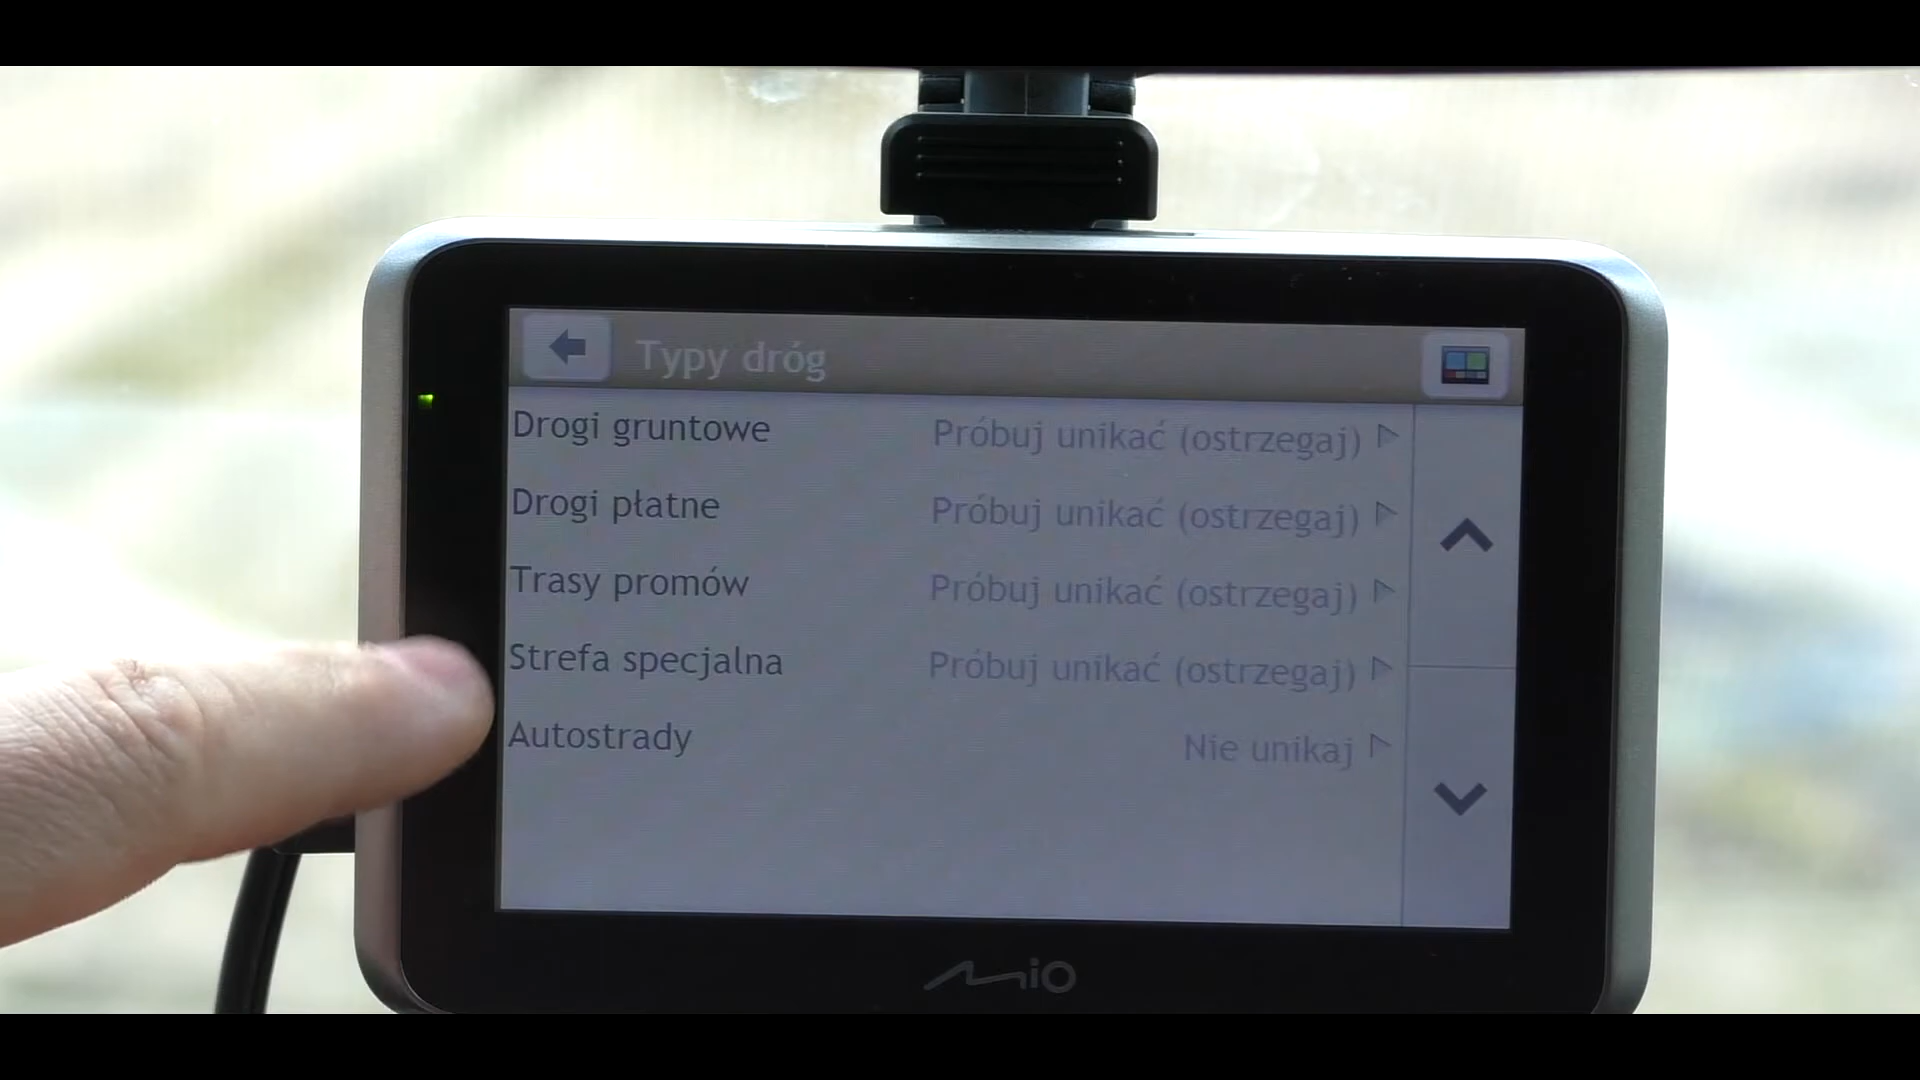 Typy dróg
Drogi gruntowe Próbuj unikać (ostrzegaj)
Drogi płatne Próbuj unikać (ostrzegaj)
Trasy promów Próbuj unikać (ostrzegaj)
Strefa specjalna Próbuj unikać (ostrzegaj)
Autostrady Nie unikaj
Mio